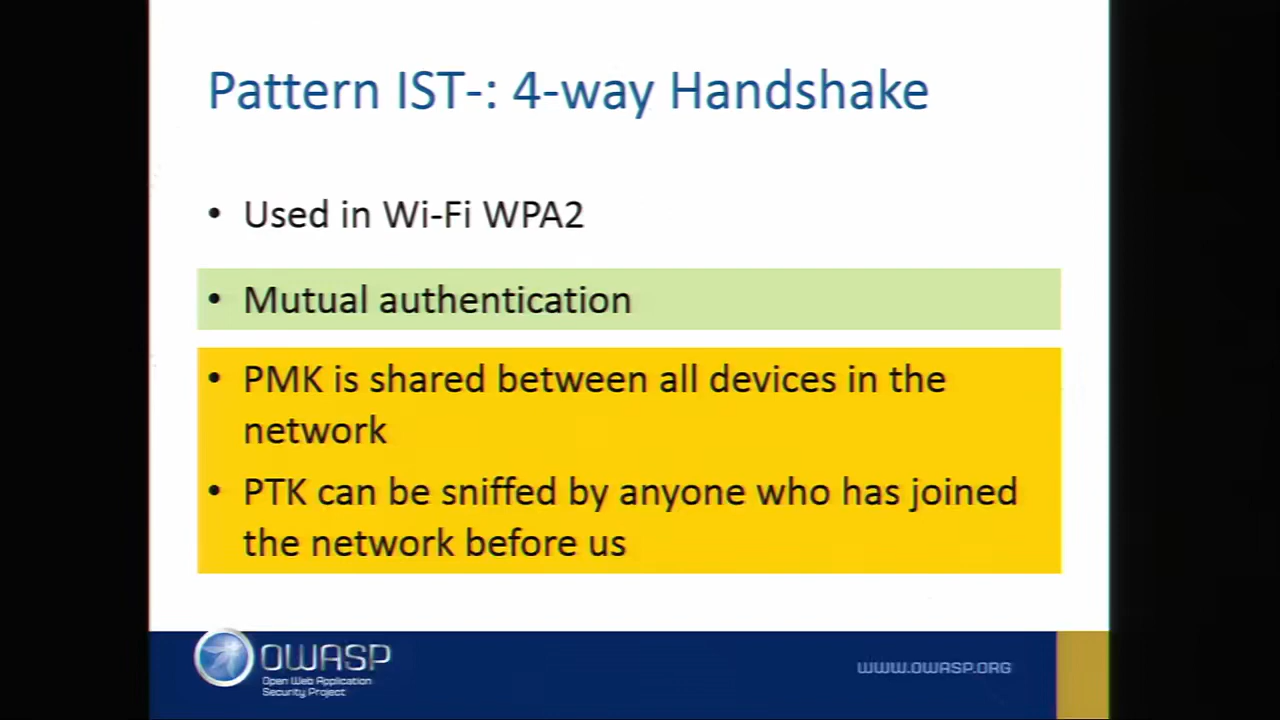 Pattern IST-: 4-way Handshake
• Used in Wi-Fi WPA2
• Mutual authentication
• PMK is shared between all devices in the
network
• PTK can be sniffed by anyone who has joined
the network before us
OWASP
Open Web Application
Security Project
WWW.OWASP.ORG